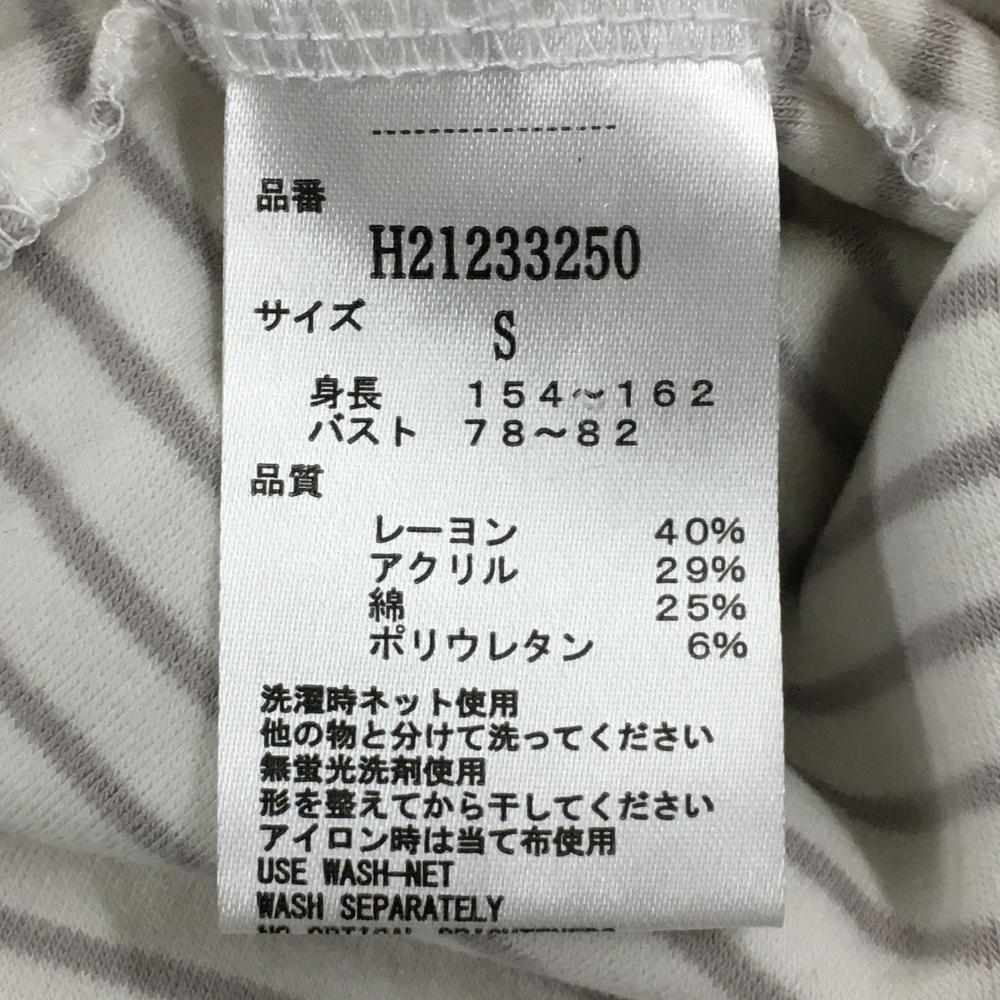 品番
H21233250
サイズ S
身長 154~162
バスト 78~82
品質
レーヨン 40%
アクリル 29%
綿 25%
ポリウレタン 6%
洗濯時ネット使用
他の物と分けて洗ってください
無蛍光洗剤使用
形を整えてから干してください
アイロン時は当て布使用
USE WASH-NET
WASH SEPARATELY
NO OPTICAL BRIGHTENERS